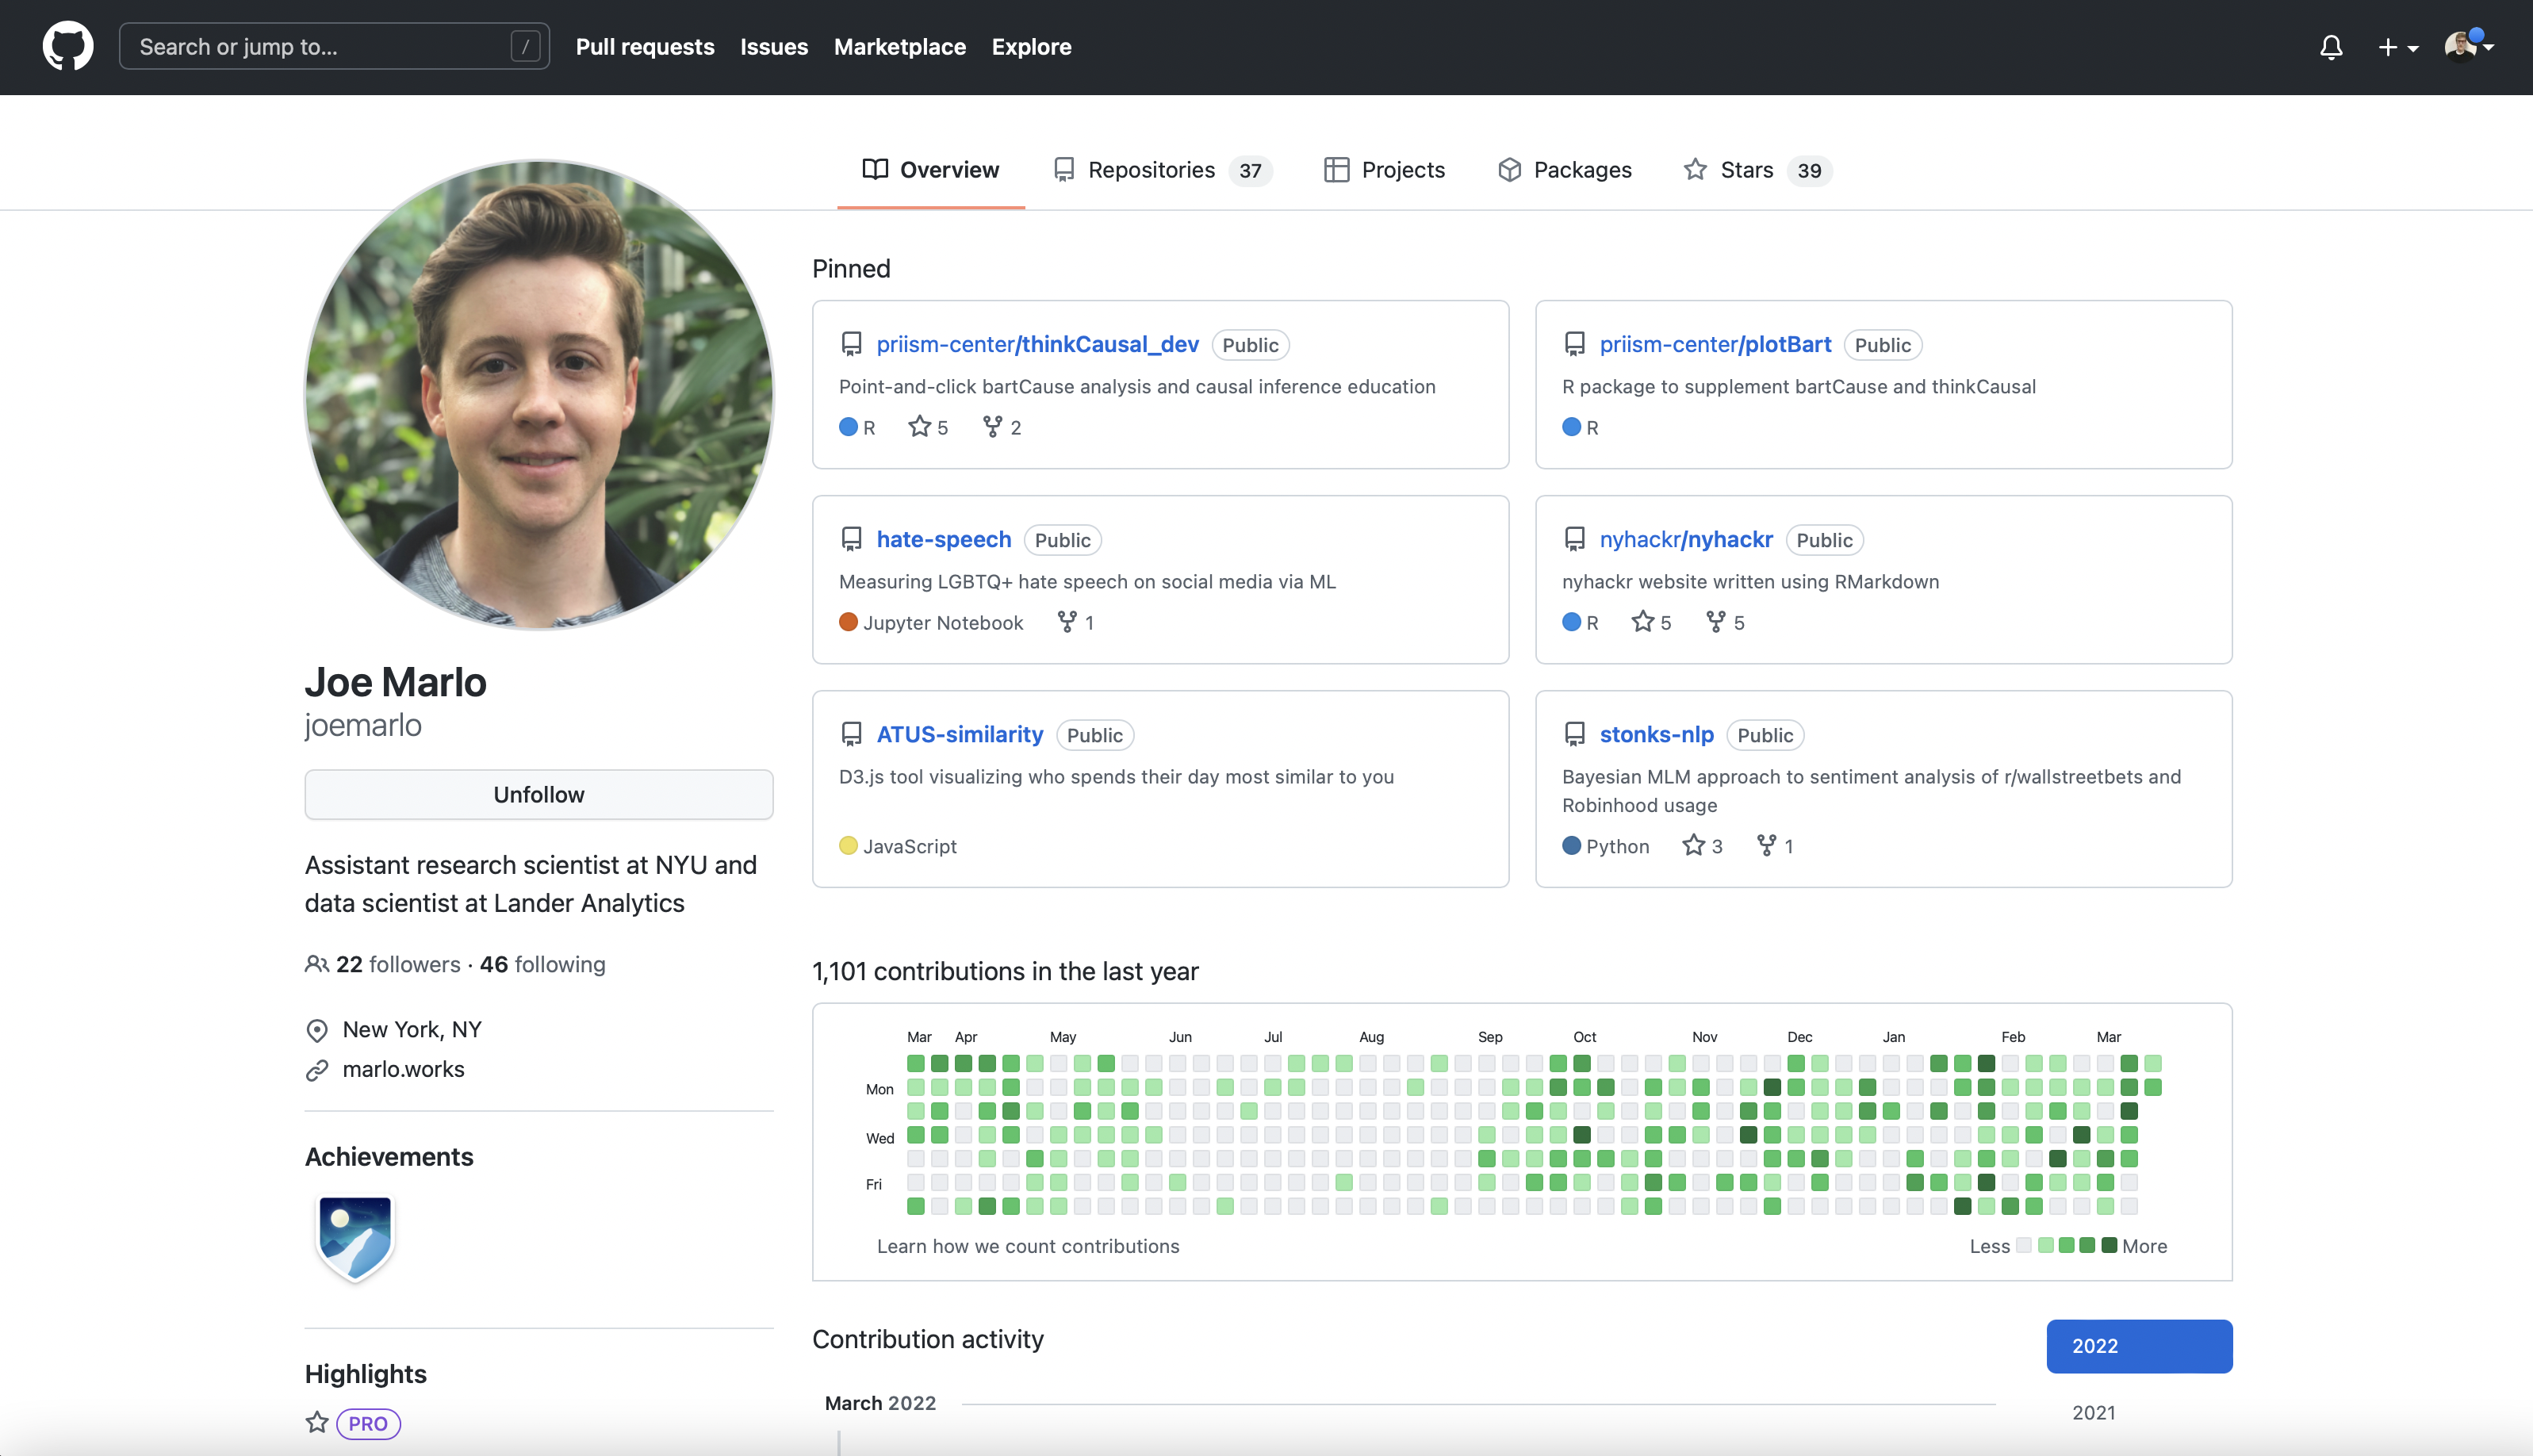 Search or jump to...
/
Pull requests
Issues
Marketplace
Explore
Overview
Repositories 37
Projects
Packages
Stars 39
Joe Marlo
joemarlo
Unfollow
Assistant research scientist at NYU and
data scientist at Lander Analytics
22 followers · 46 following
New York, NY
marlo.works
Achievements
Highlights
PRO
Pinned
priism-center/thinkCausal_dev Public
Point-and-click bartCause analysis and causal inference education
R 5 2
priism-center/plotBart Public
R package to supplement bartCause and thinkCausal
R
hate-speech Public
Measuring LGBTQ+ hate speech on social media via ML
Jupyter Notebook 1
nyhackr/nyhackr Public
nyhackr website written using RMarkdown
R 5 5
ATUS-similarity Public
D3.js tool visualizing who spends their day most similar to you
JavaScript
stonks-nlp Public
Bayesian MLM approach to sentiment analysis of r/wallstreetbets and
Robinhood usage
Python 3 1
1,101 contributions in the last year
Mar Apr May Jun Jul Aug Sep Oct Nov Dec Jan Feb Mar
Mon
Wed
Fri
Learn how we count contributions
Less More
Contribution activity
2022
March 2022
2021